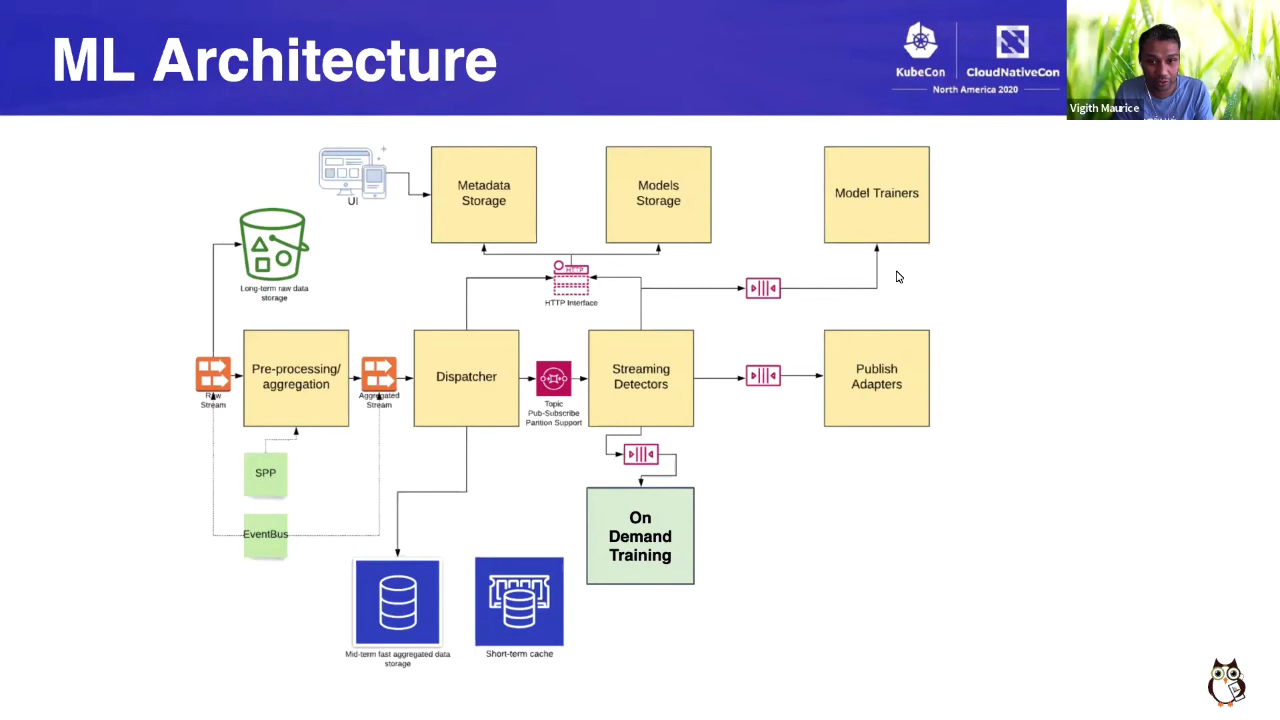 ML Architecture
KubeCon
CloudNativeCon
North America 2020
Vigith Maurice
UI
Metadata
Storage
Models
Storage
Model Trainers
Long-term raw data
storage
HTTP
HTTP Interface
Raw
Stream
Pre-processing/
aggregation
Aggregated
Stream
Dispatcher
Topic
Pub-Subscribe
Parition Support
Streaming
Detectors
Publish
Adapters
SPP
EventBus
On
Demand
Training
Mid-term fast aggregated data
storage
Short-term cache